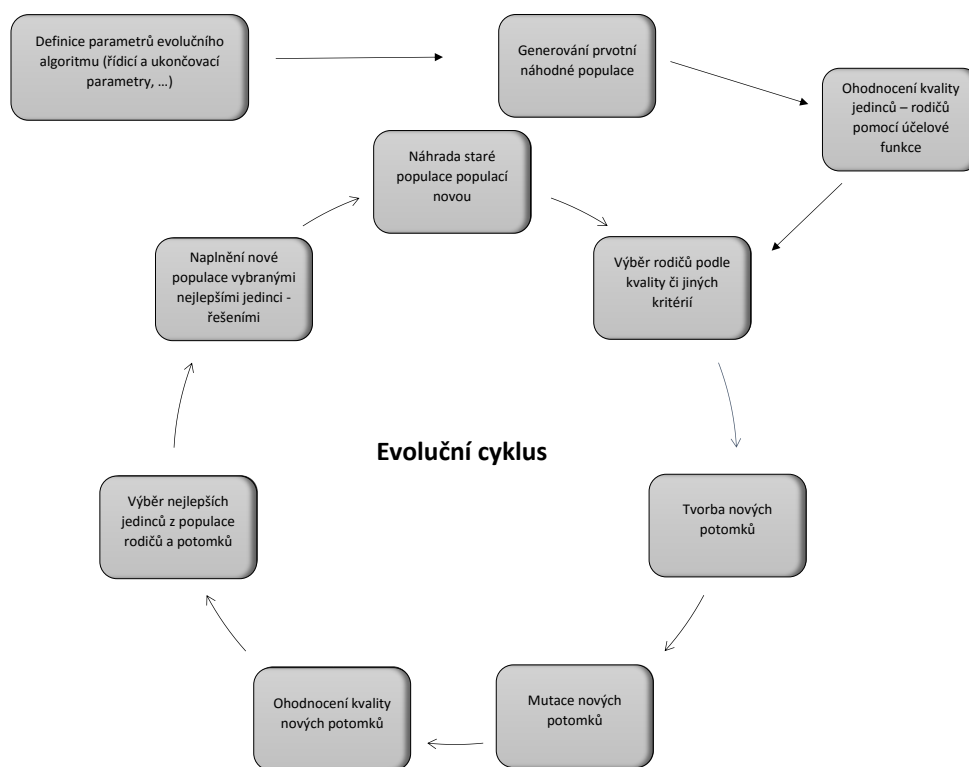 Definice parametrů evolučního
algoritmu (řídicí a ukončovací
parametry, …)
Generování prvotní
náhodné populace
Ohodnocení kvality
jedinců – rodičů
pomocí účelové
funkce
Náhrada staré
populace populací
novou
Naplnění nové
populace vybranými
nejlepšími jedinci -
řešeními
Výběr rodičů podle
kvality či jiných
kritérií
Evoluční cyklus
Výběr nejlepších
jedinců z populace
rodičů a potomků
Tvorba nových
potomků
Ohodnocení kvality
nových potomků
Mutace nových
potomků